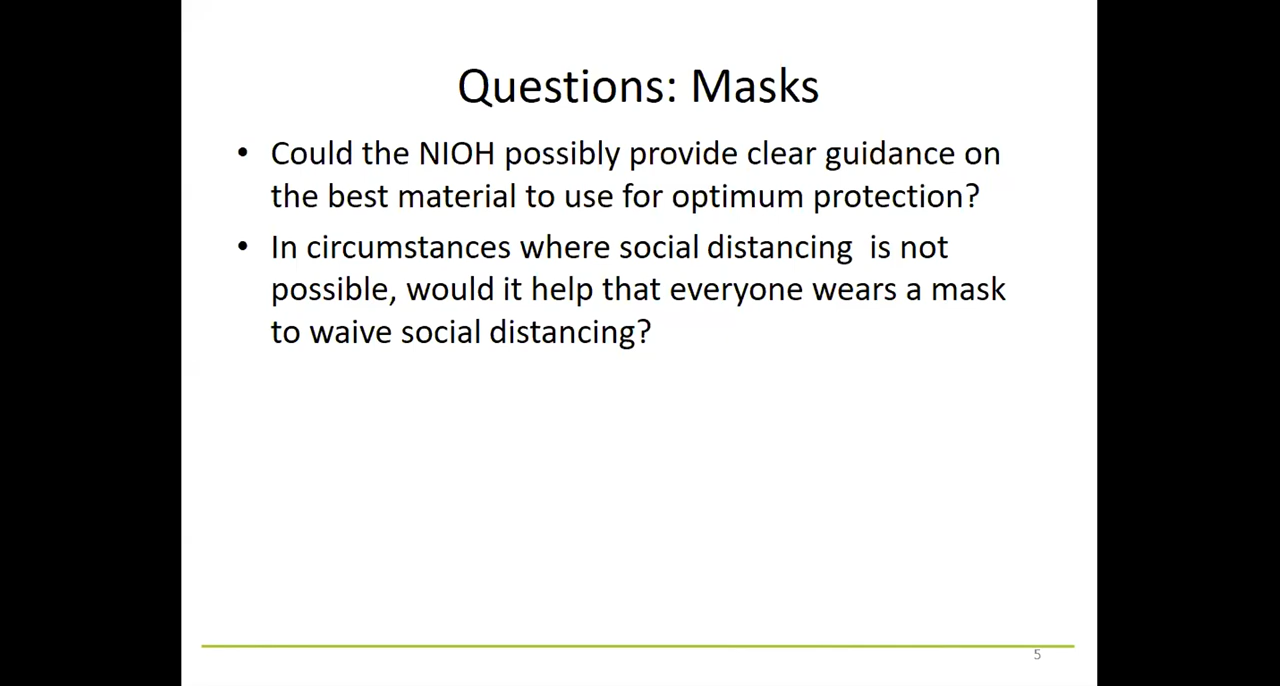 Questions: Masks
• Could the NIOH possibly provide clear guidance on
the best material to use for optimum protection?
• In circumstances where social distancing  is not
possible, would it help that everyone wears a mask
to waive social distancing?
5